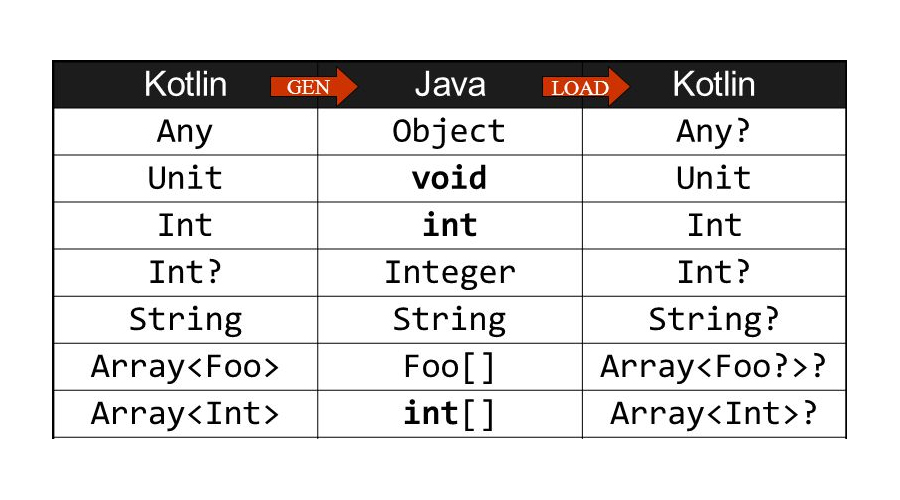 Kotlin GEN Java LOAD Kotlin
Any Object Any?
Unit void Unit
Int int Int
Int? Integer Int?
String String String?
Array<Foo> Foo[] Array<Foo?>?
Array<Int> int[] Array<Int>?